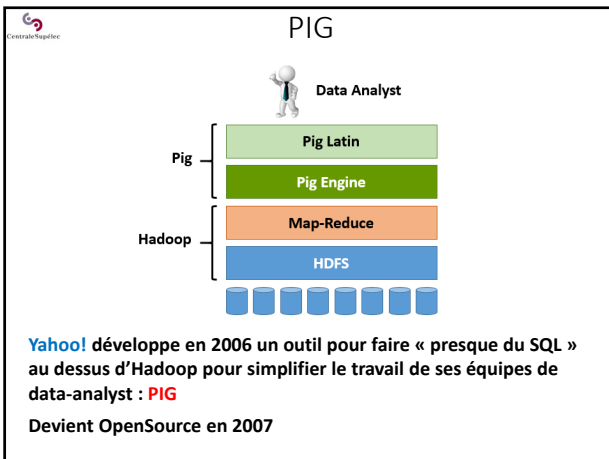 CentraleSupélec
PIG
Data Analyst
Pig Latin
Pig
Pig Engine
Map-Reduce
Hadoop
HDFS
Yahoo! développe en 2006 un outil pour faire « presque du SQL »
au dessus d’Hadoop pour simplifier le travail de ses équipes de
data-analyst : PIG
Devient OpenSource en 2007